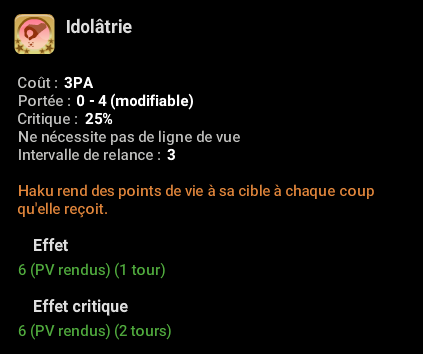 Idolâtrie
Coût : 3PA
Portée : 0 - 4 (modifiable)
Critique : 25%
Ne nécessite pas de ligne de vue
Intervalle de relance : 3
Haku rend des points de vie à sa cible à chaque coup
qu'elle reçoit.
Effet
6 (PV rendus) (1 tour)
Effet critique
6 (PV rendus) (2 tours)